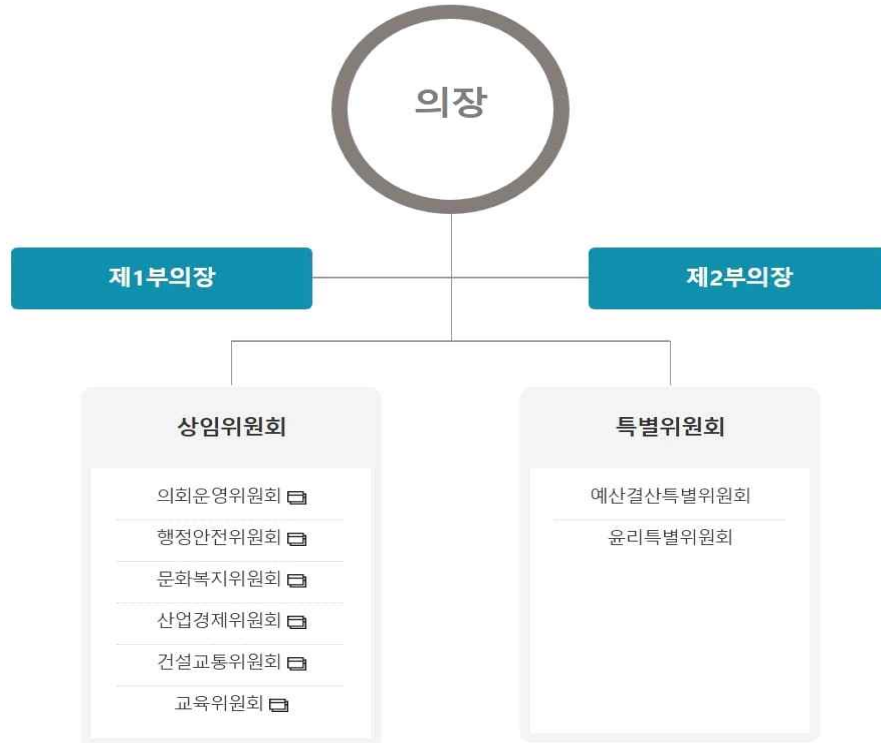 의장
제1부의장
제2부의장
상임위원회
의회운영위원회
행정안전위원회
문화복지위원회
산업경제위원회
건설교통위원회
교육위원회
특별위원회
예산결산특별위원회
윤리특별위원회